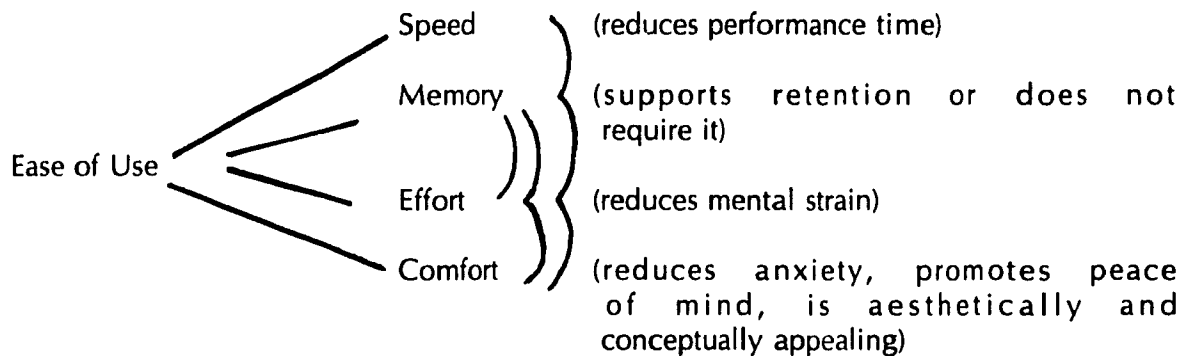 Speed (reduces performance time)
Memory (supports retention or does not
require it)
Ease of Use
Effort (reduces mental strain)
Comfort (reduces anxiety, promotes peace
of mind, is aesthetically and
conceptually appealing)